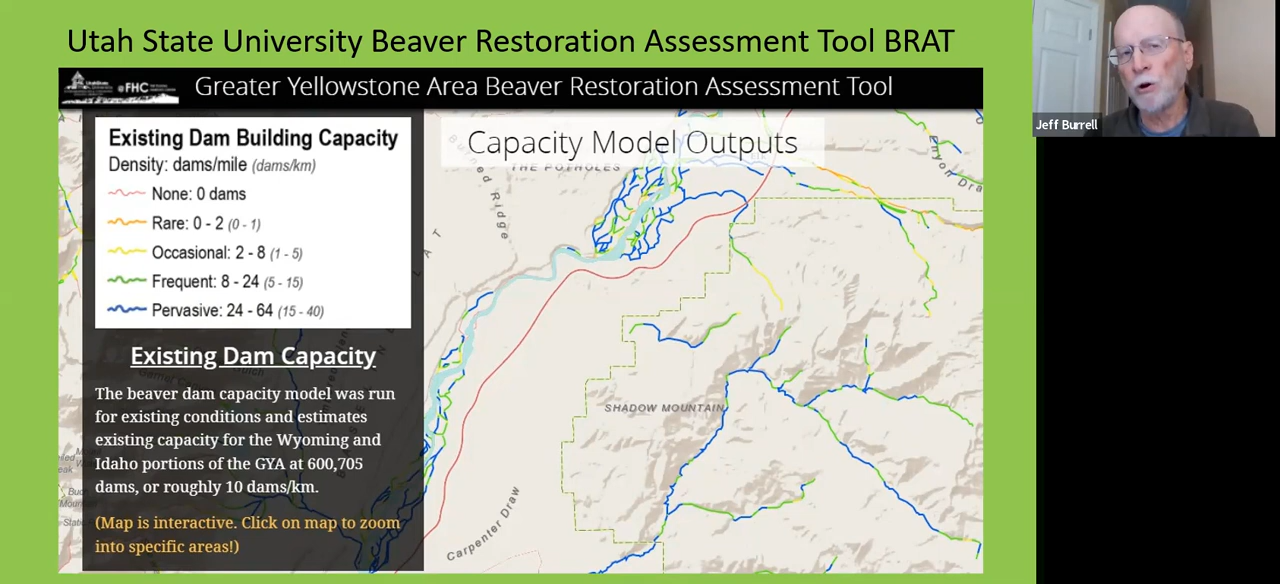 Utah State University Beaver Restoration Assessment Tool BRAT
@FHC
Greater Yellowstone Area Beaver Restoration Assessment Tool
Jeff Burrell
Existing Dam Building Capacity
Density: dams/mile (dams/km)
None: 0 dams
Rare: 0 - 2 (0 - 1)
Occasional: 2 - 8 (1 - 5)
Frequent: 8 - 24 (5 - 15)
Pervasive: 24 - 64 (15 - 40)
Capacity Model Outputs
THE POTHOLES
Burned Ridge
Existing Dam Capacity
The beaver dam capacity model was run
for existing conditions and estimates
existing capacity for the Wyoming and
Idaho portions of the GYA at 600,705
dams, or roughly 10 dams/km.
(Map is interactive. Click on map to zoom
into specific areas!)
SHADOW MOUNTAIN
Carpenter Draw